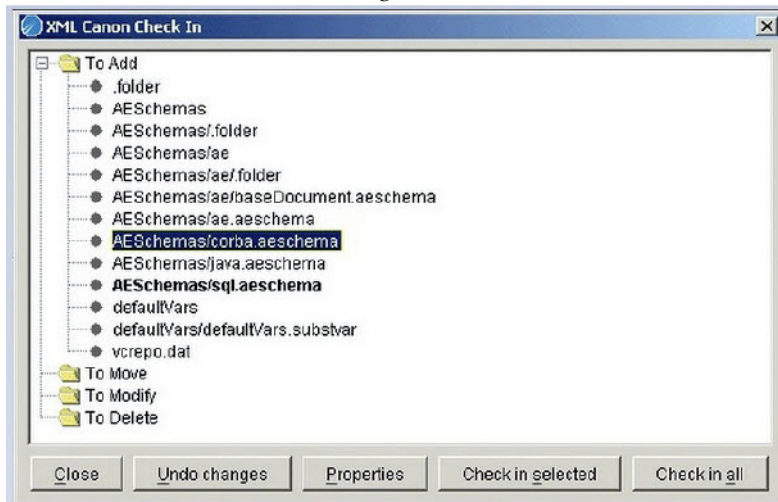 XML Canon Check In
To Add
.folder
AESchemas
AESchemas/.folder
AESchemas/ae
AESchemas/ae/.folder
AESchemas/ae/baseDocument.aeschema
AESchemas/ae.aeschema
AESchemas/corba.aeschema
AESchemas/java.aeschema
AESchemas/sql.aeschema
defaultVars
defaultVars/defaultVars.substvar
vcrepo.dat
To Move
To Modify
To Delete
Close Undo changes Properties Check in selected Check in all